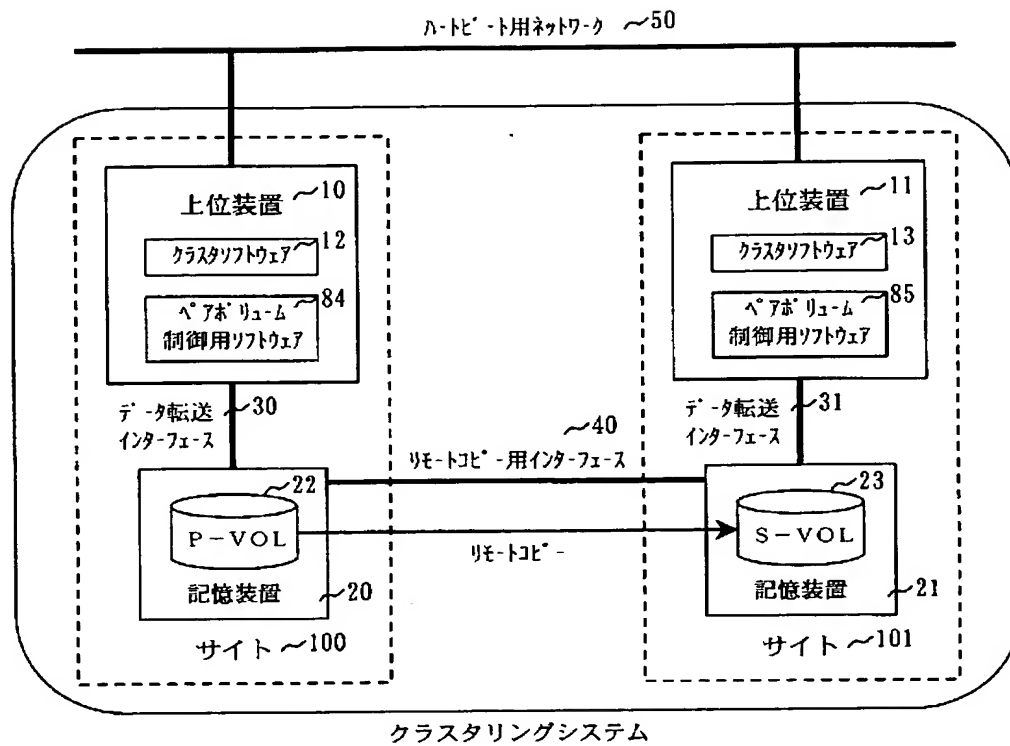 ハートビート用ネットワーク ～50
上位装置 ～10
クラスタソフトウェア ～12
ペアボリューム
制御用ソフトウェア ～84
データ転送 ～30
インターフェース
P-VOL ～22
記憶装置 ～20
サイト ～100
～40
リモートコピー用インターフェース
リモートコピー
上位装置 ～11
クラスタソフトウェア ～13
ペアボリューム
制御用ソフトウェア ～85
データ転送 ～31
インターフェース
S-VOL ～23
記憶装置 ～21
サイト ～101
クラスタリングシステム